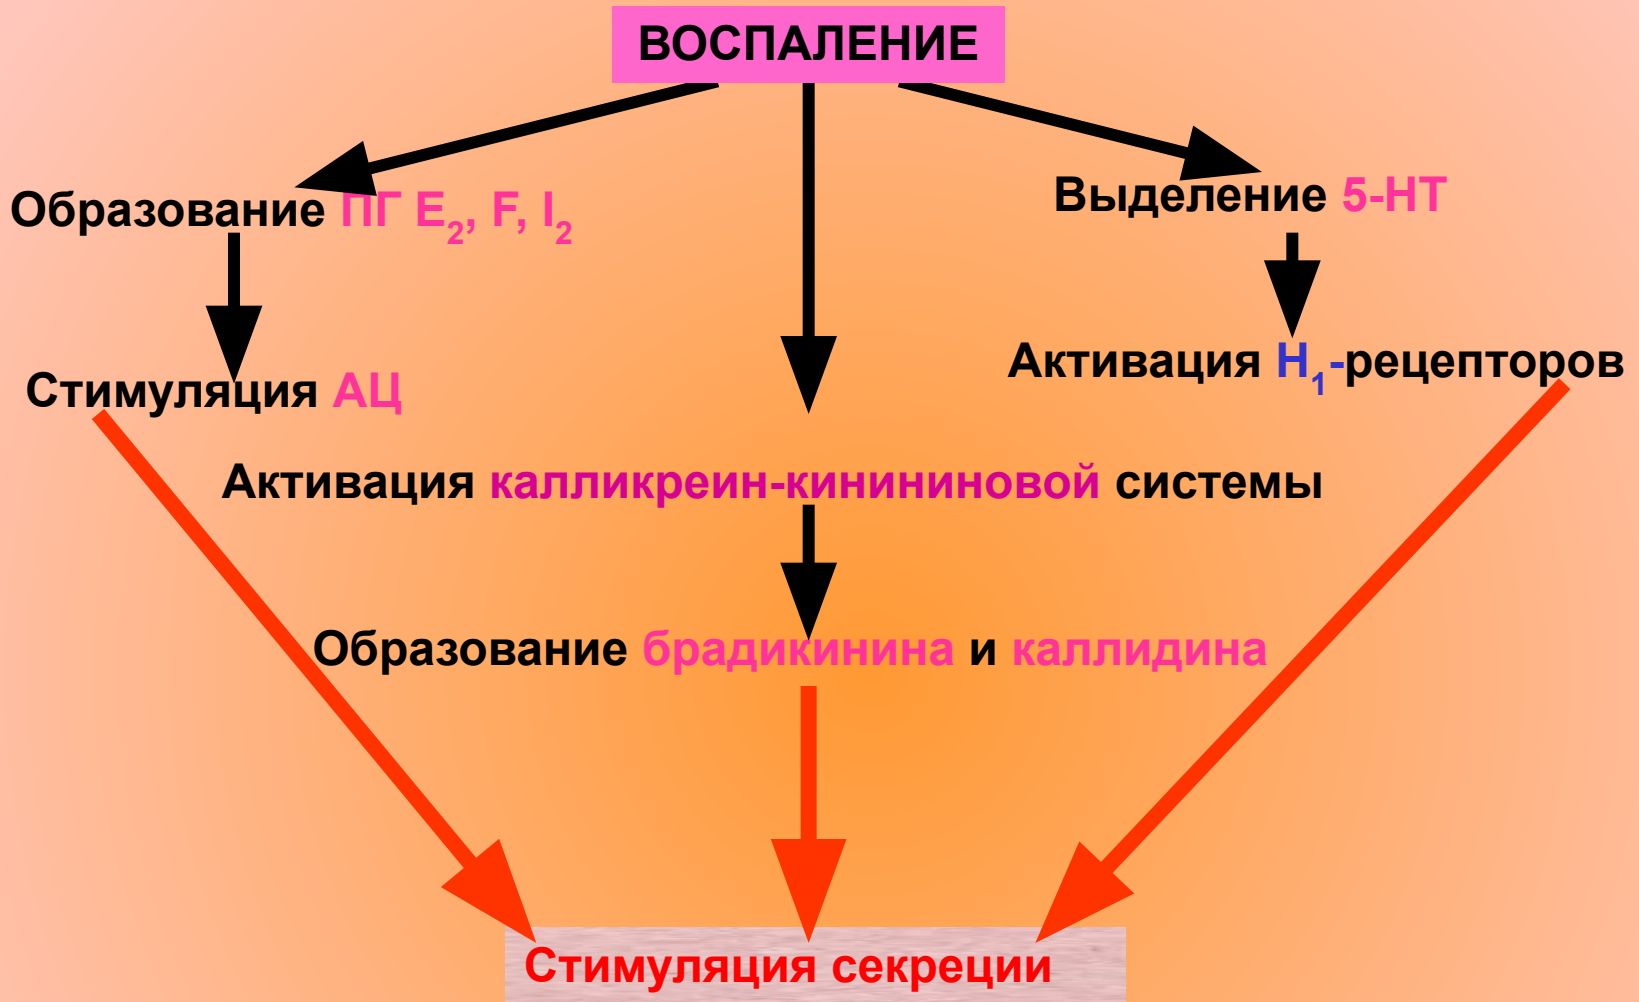 ВОСПАЛЕНИЕ
Образование ПГ E2, F, I2
Выделение 5-НТ
Стимуляция АЦ
Активация Н1-рецепторов
Активация калликреин-кинининовой системы
Образование брадикинина и каллидина
Стимуляция секреции